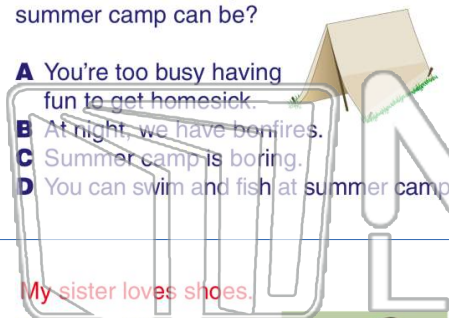 summer camp can be?
A You're too busy having
fun to get homesick.
B At night, we have bonfires.
C Summer camp is boring.
D You can swim and fish at summer camp
My sister loves shoes.